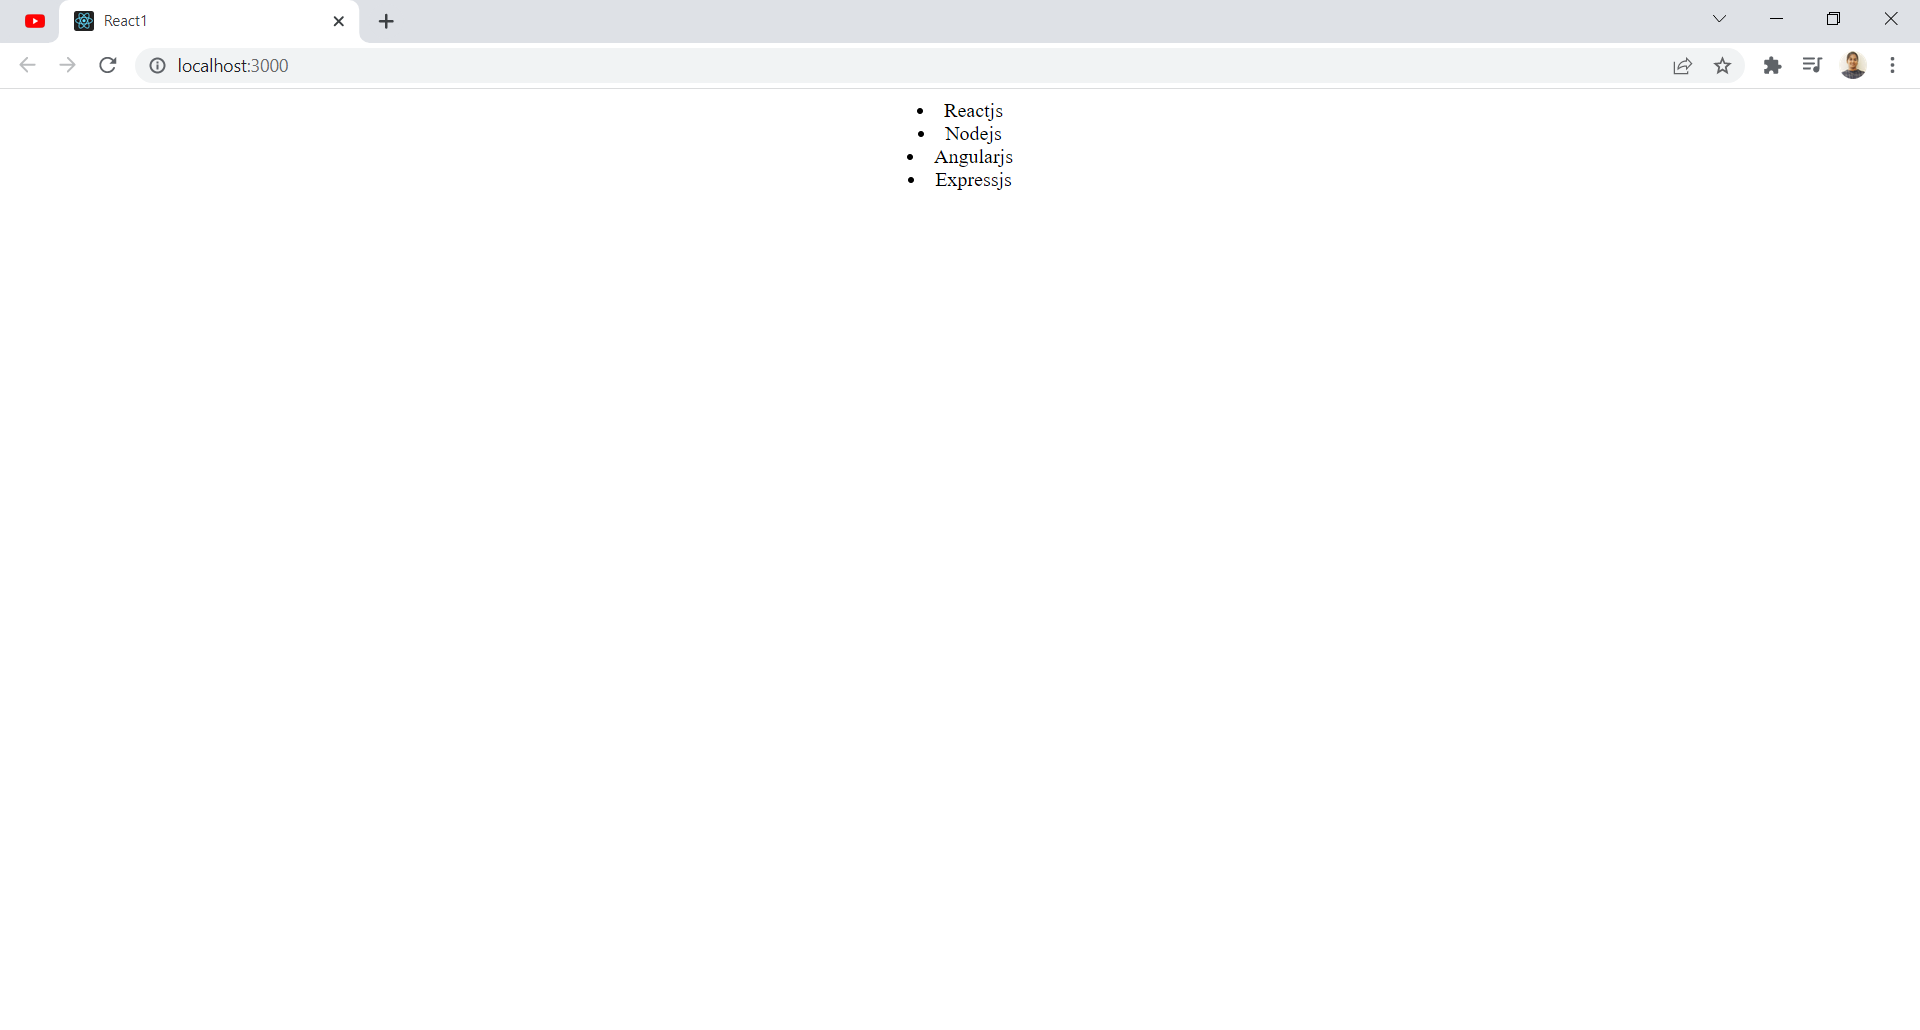 React1
localhost:3000
• Reactjs
• Nodejs
• Angularjs
• Expressjs